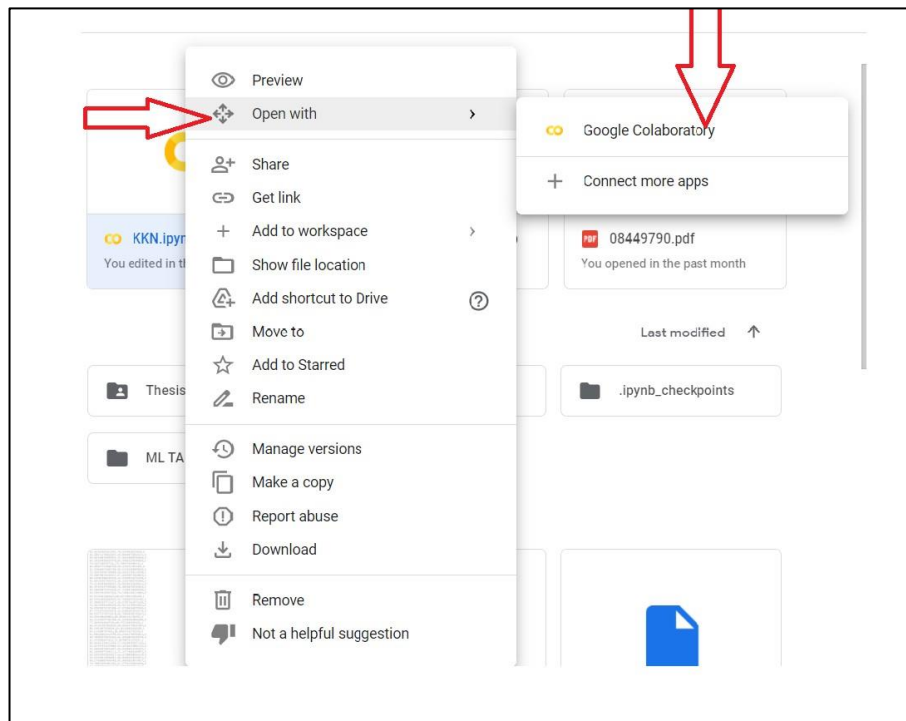 Preview
Open with
Google Colaboratory
Connect more apps
Share
Get link
Add to workspace
Show file location
Add shortcut to Drive
Move to
Add to Starred
Rename
Manage versions
Make a copy
Report abuse
Download
Remove
Not a helpful suggestion
KKN.ipyn
You edited in th
PDF 08449790.pdf
You opened in the past month
Last modified
Thesis
.ipynb_checkpoints
ML TA